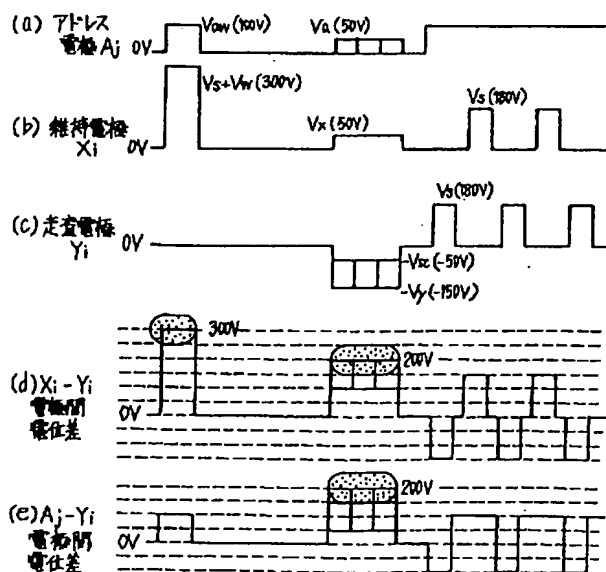 (a) アドレス
電極 Aj 0V
Vaw (100V)
Va (50V)
Vs+Vw (300V)
(b) 維持電極
Xi 0V
Vx (50V)
Vs (180V)
(c) 走査電極
Yi 0V
Vs (180V)
-Vsc (-50V)
-Vy (-150V)
300V
200V
(d) Xi-Yi
電極間
電位差
0V
200V
(e) Aj-Yi
電極間
電位差
0V